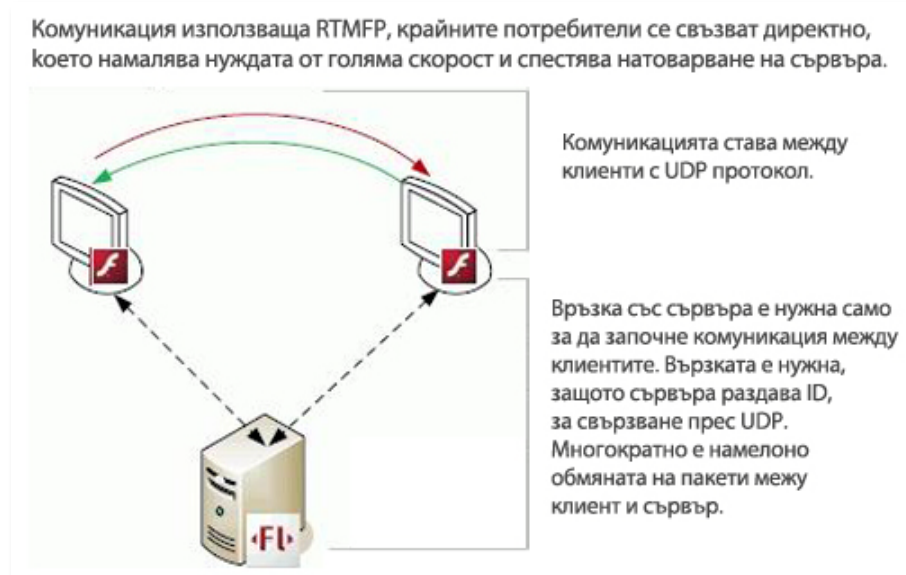 Комуникация използваща RTMFP, крайните потребители се свързват директно,
което намалява нуждата от голяма скорост и спестява натоварване на сървъра.
Комуникацията става между
клиенти с UDP протокол.
Връзка със сървъра е нужна само
за да започне комуникация между
клиентите. Вързката е нужна,
защото сървъра раздава ID,
за свързване прес UDP.
Многократно е намелоно
обмяната на пакети межу
клиент и сървър.
Fl